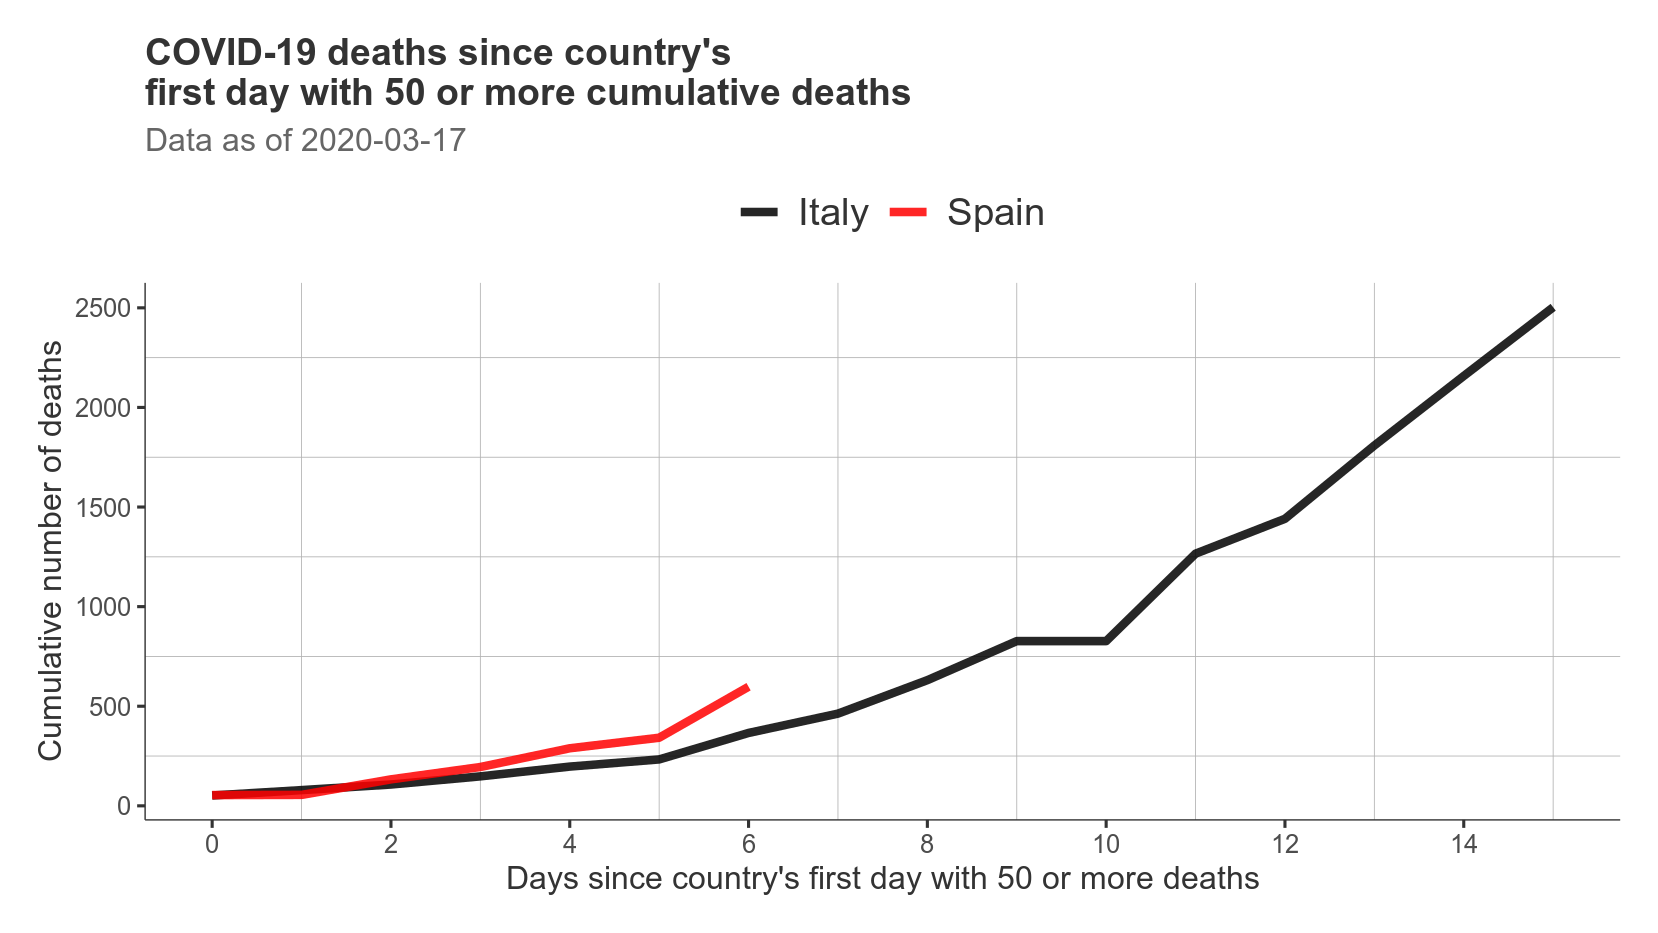 COVID-19 deaths since country's
first day with 50 or more cumulative deaths
Data as of 2020-03-17
Italy Spain
Cumulative number of deaths
2500
2000
1500
1000
500
0
0 2 4 6 8 10 12 14
Days since country's first day with 50 or more deaths